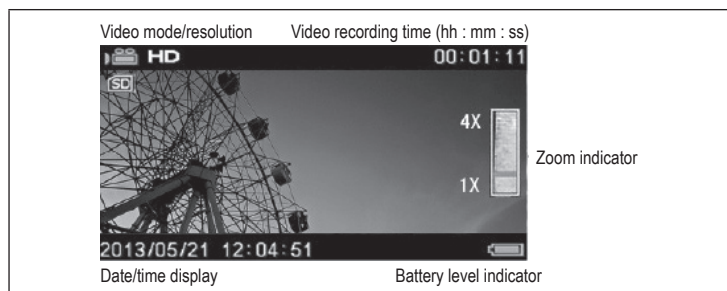 Video mode/resolution Video recording time (hh : mm : ss)
HD 00:01:11
SD
4X
Zoom indicator
1X
2013/05/21 12:04:51
Date/time display Battery level indicator